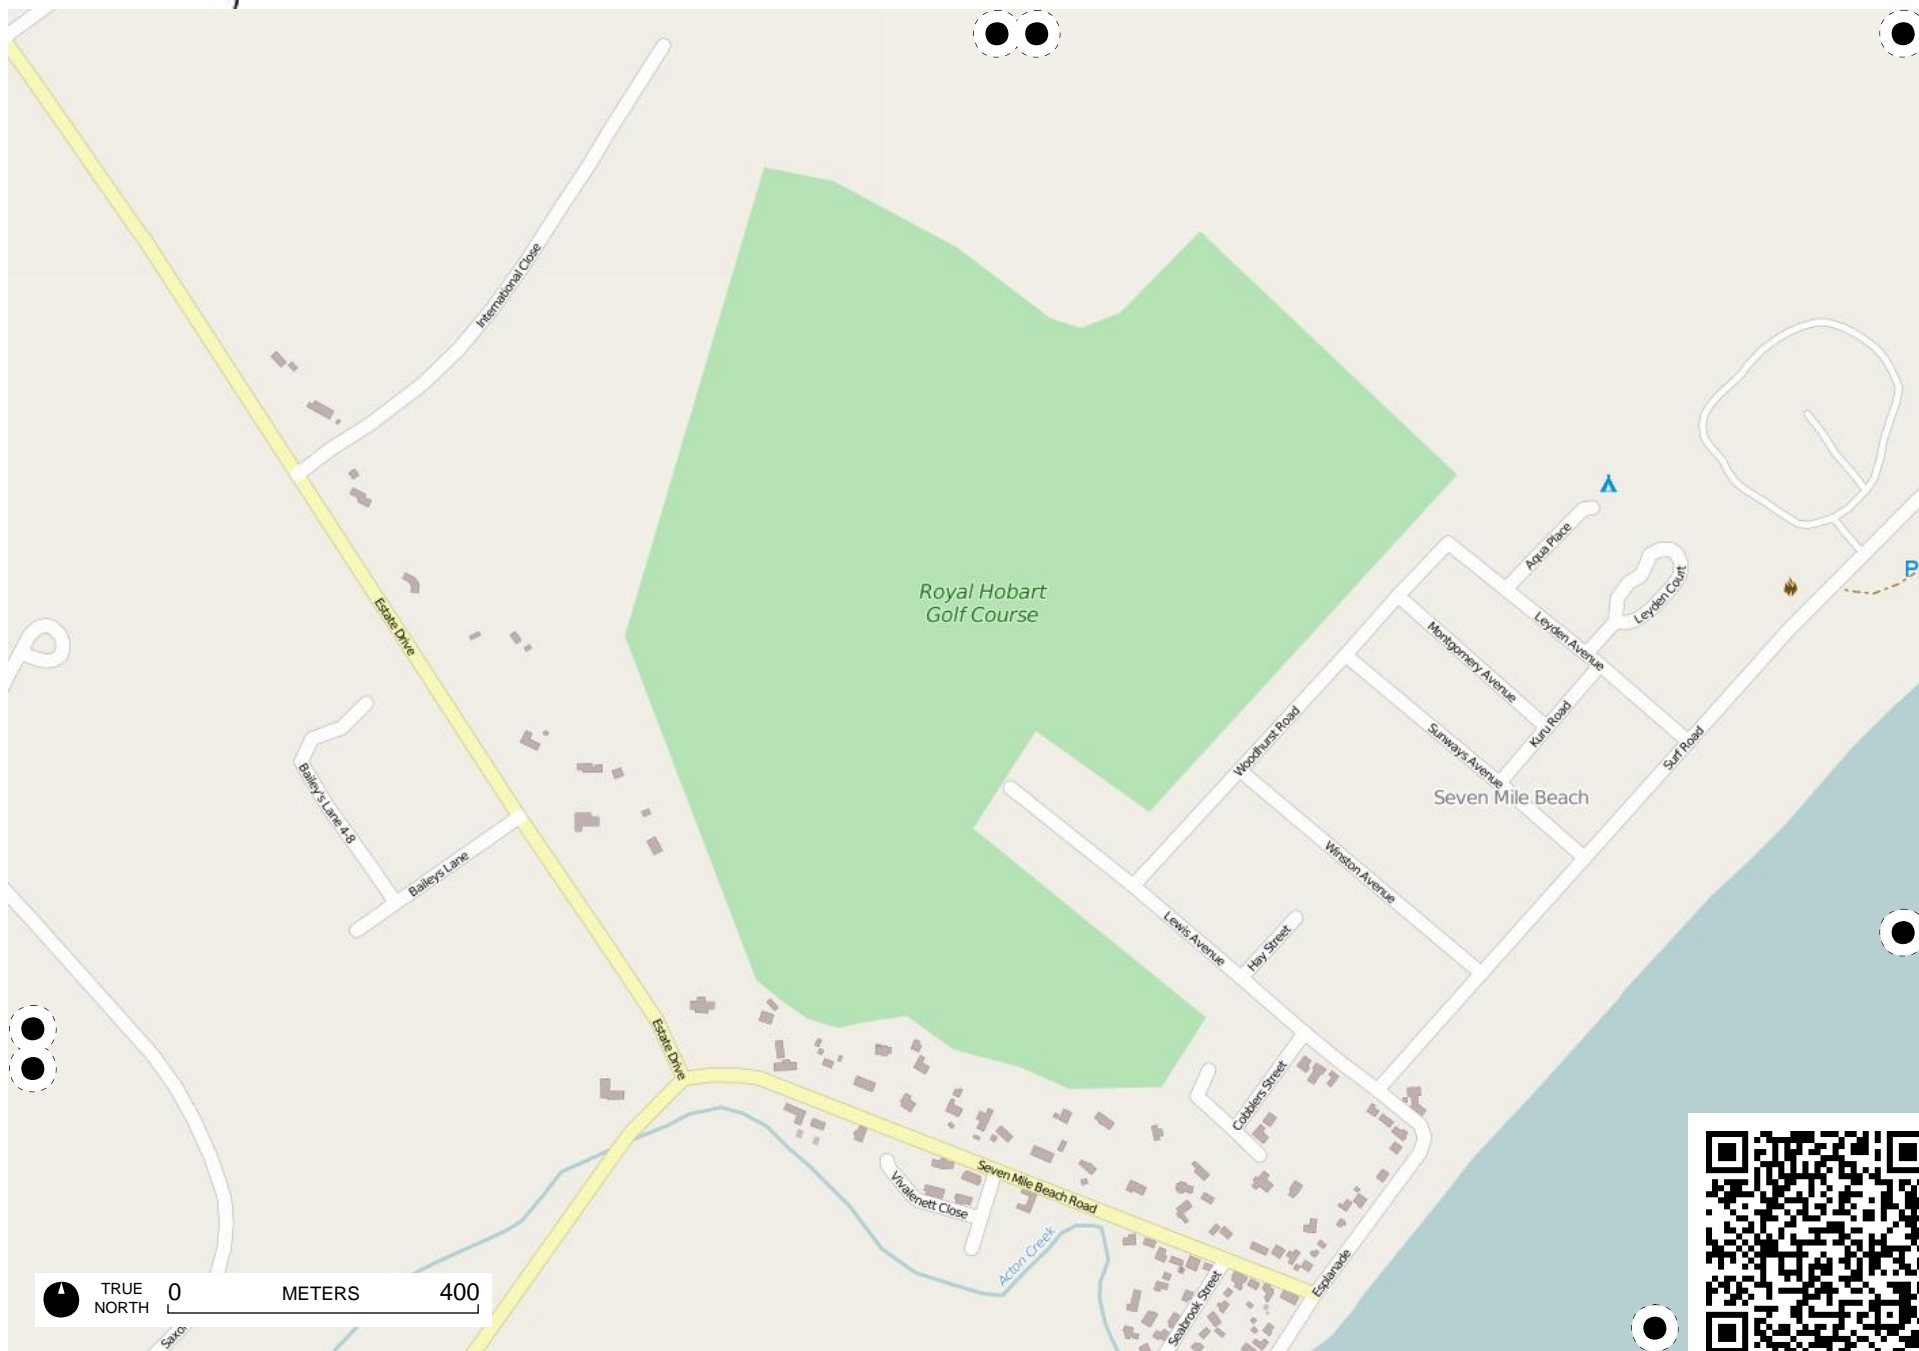 International Close
Estate Drive
Royal Hobart
Golf Course
Aqua Place
Leyden Court
P
Leyden Avenue
Montgomery Avenue
Kuru Road
Woodhurst Road
Sunways Avenue
Surf Road
Seven Mile Beach
Bailey's Lane 4-8
Baileys Lane
Winston Avenue
Lewis Avenue
Hay Street
Estate Drive
Cobblers Street
Seven Mile Beach Road
Vivalenett Close
Acton Creek
Esplanade
Seabrook Street
TRUE
NORTH
0 METERS 400